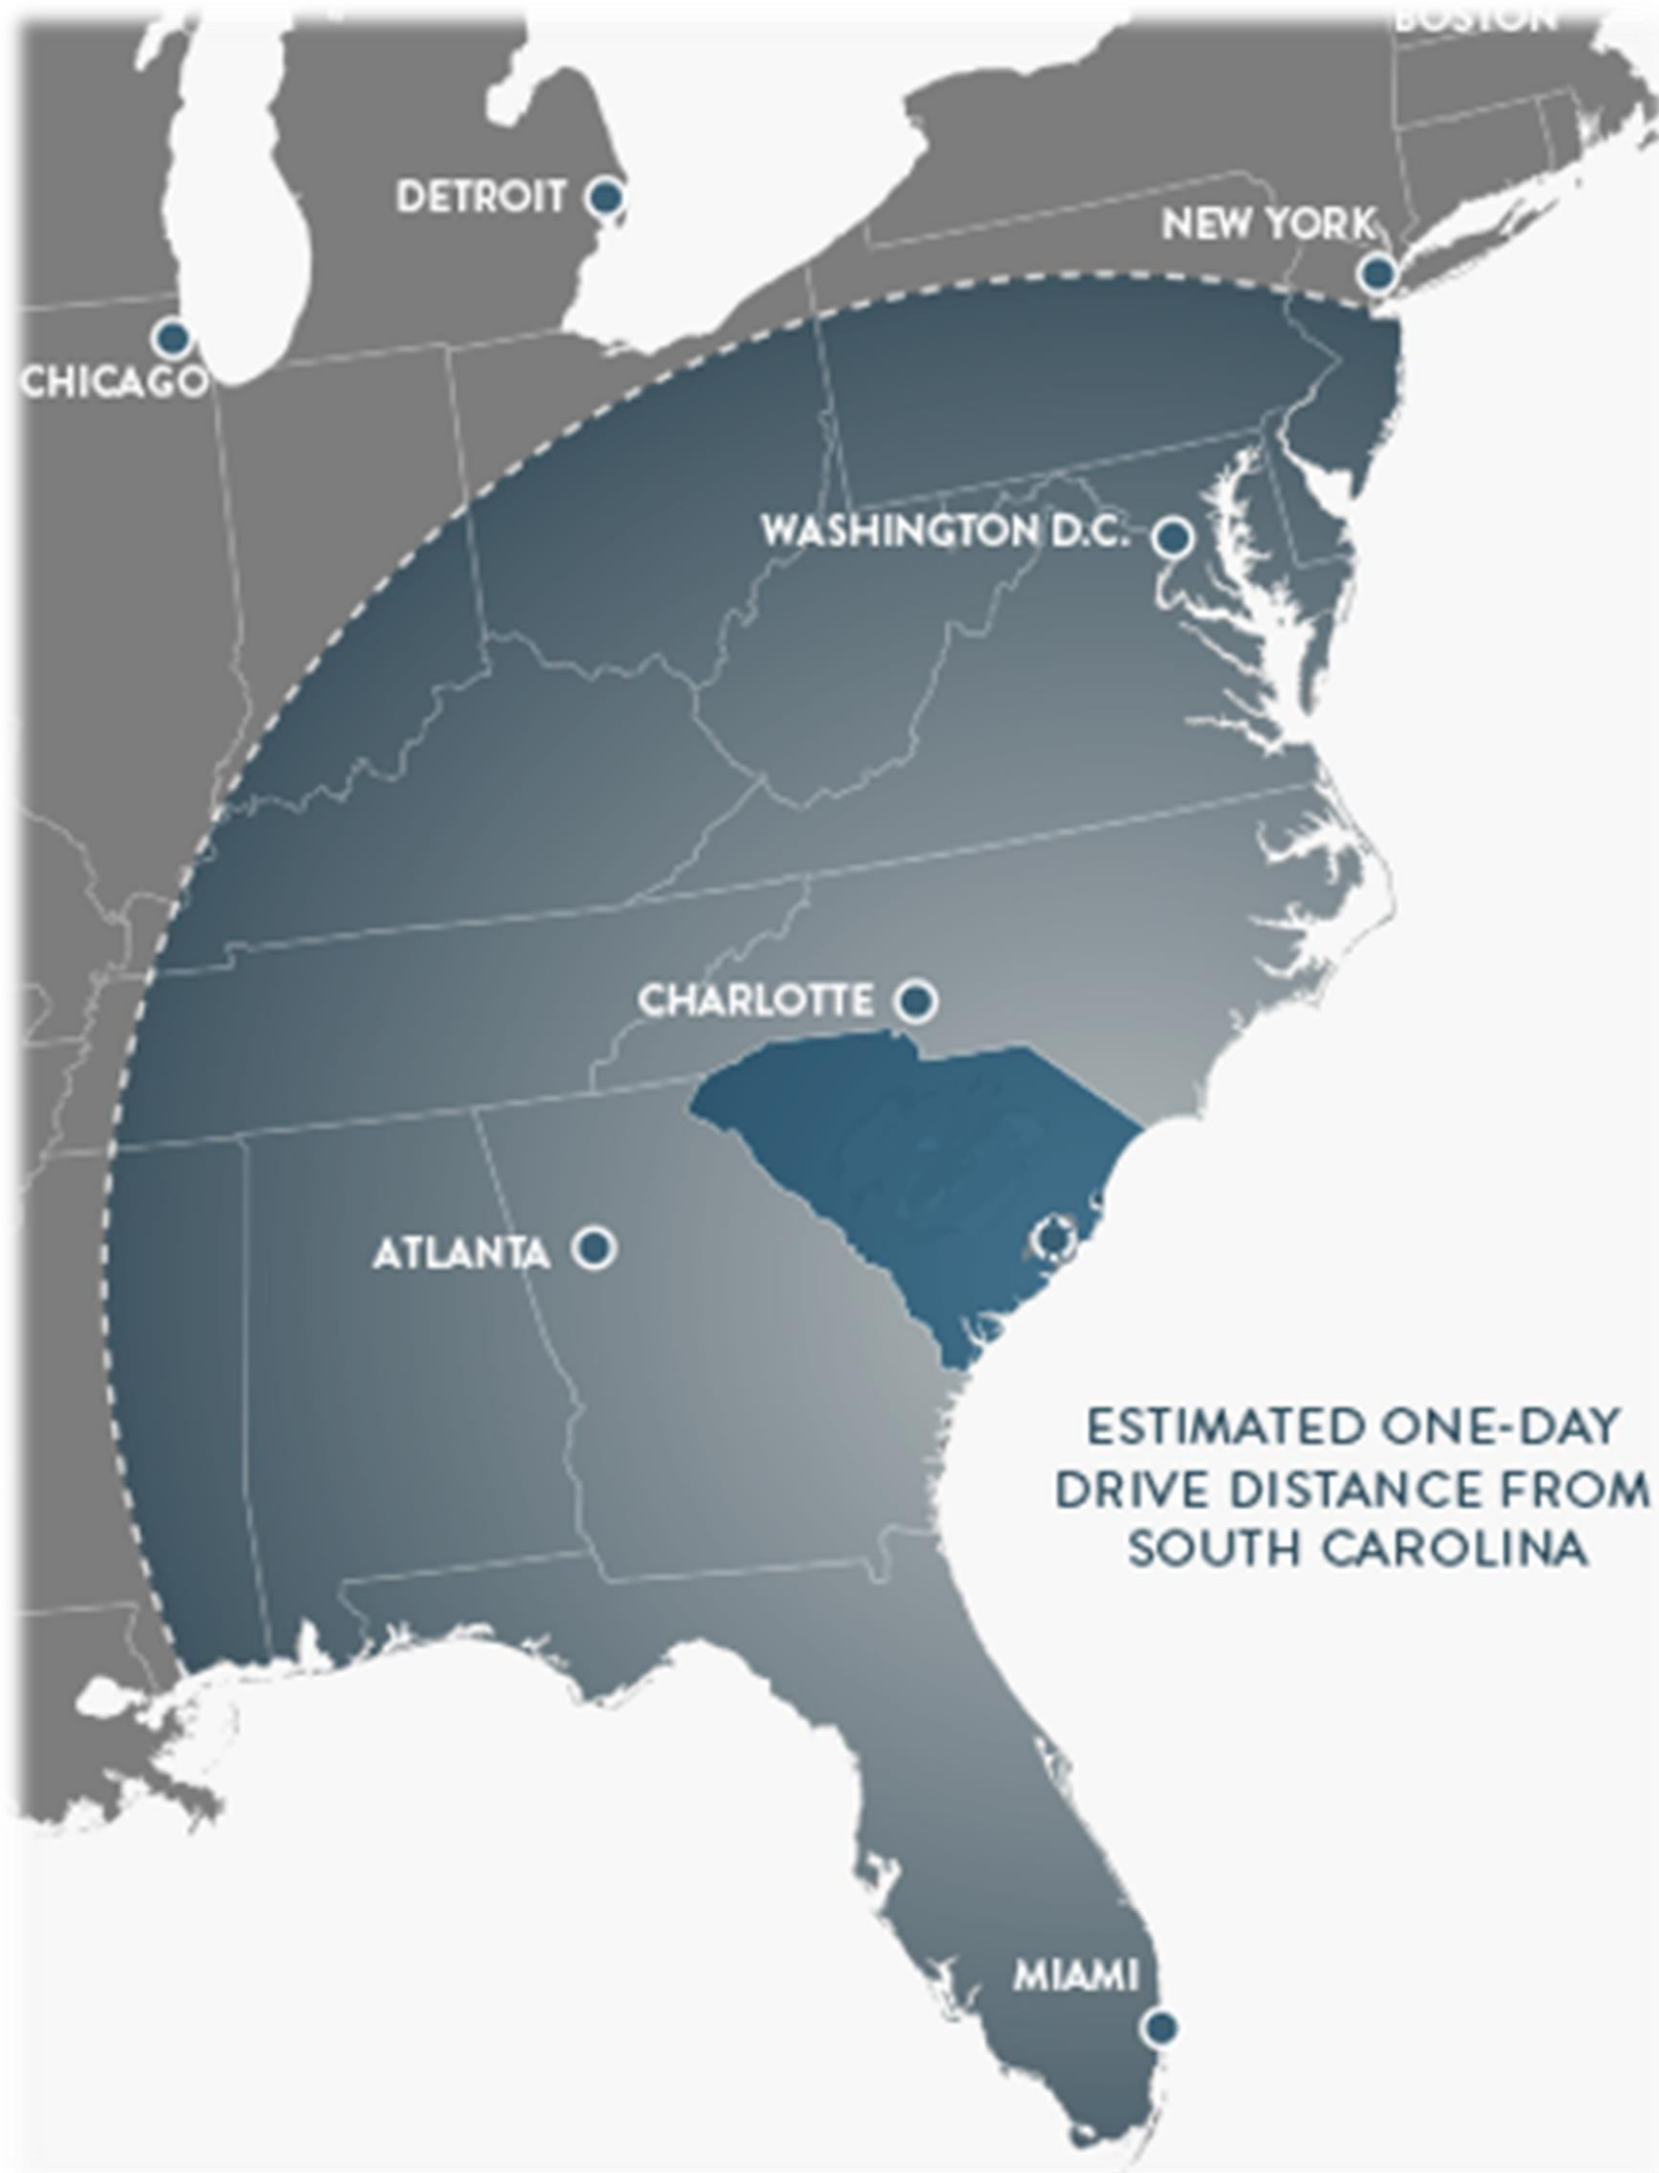 BOSTON
DETROIT
NEW YORK
CHICAGO
WASHINGTON D.C.
CHARLOTTE
ATLANTA
ESTIMATED ONE-DAY
DRIVE DISTANCE FROM
SOUTH CAROLINA
MIAMI